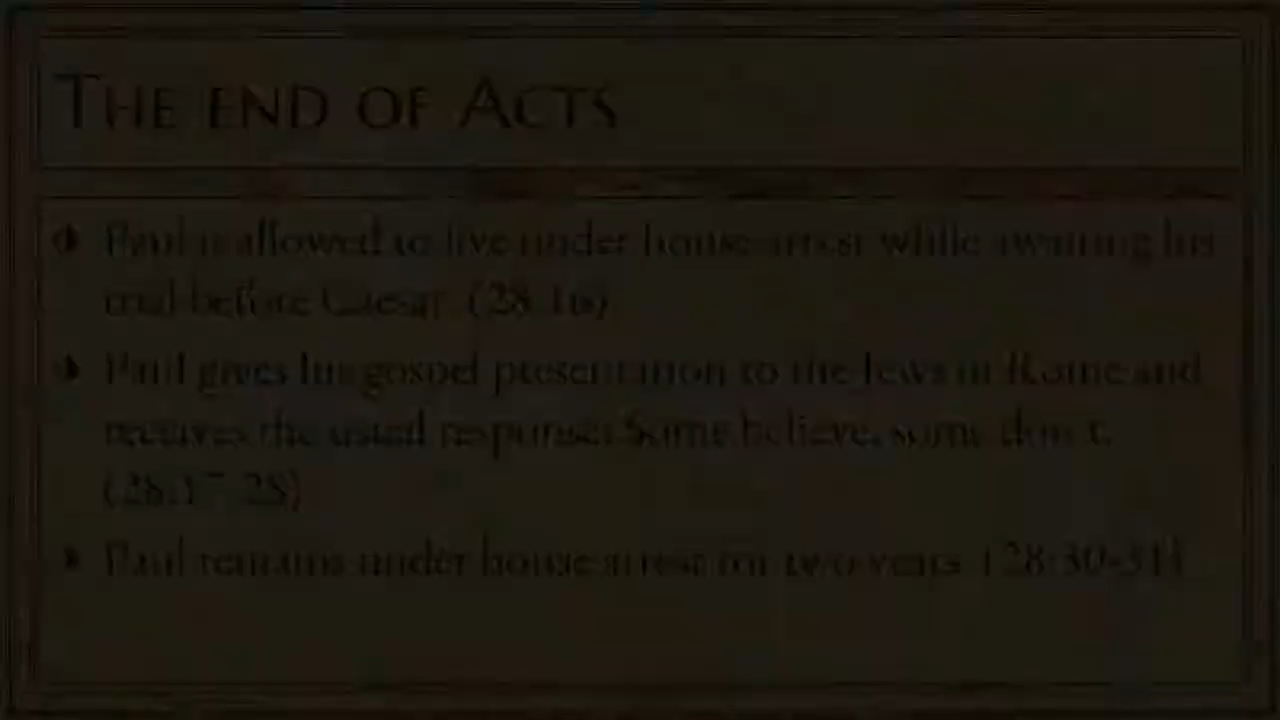 The end of Acts
Paul is allowed to live under house arrest while awaiting his
trial before Caesar. (28:16)
Paul gives his gospel presentation to the Jews in Rome and
receives the usual response: Some believe, some don't.
(28:17-28)
Paul remains under house arrest for two years. (28:30-31)